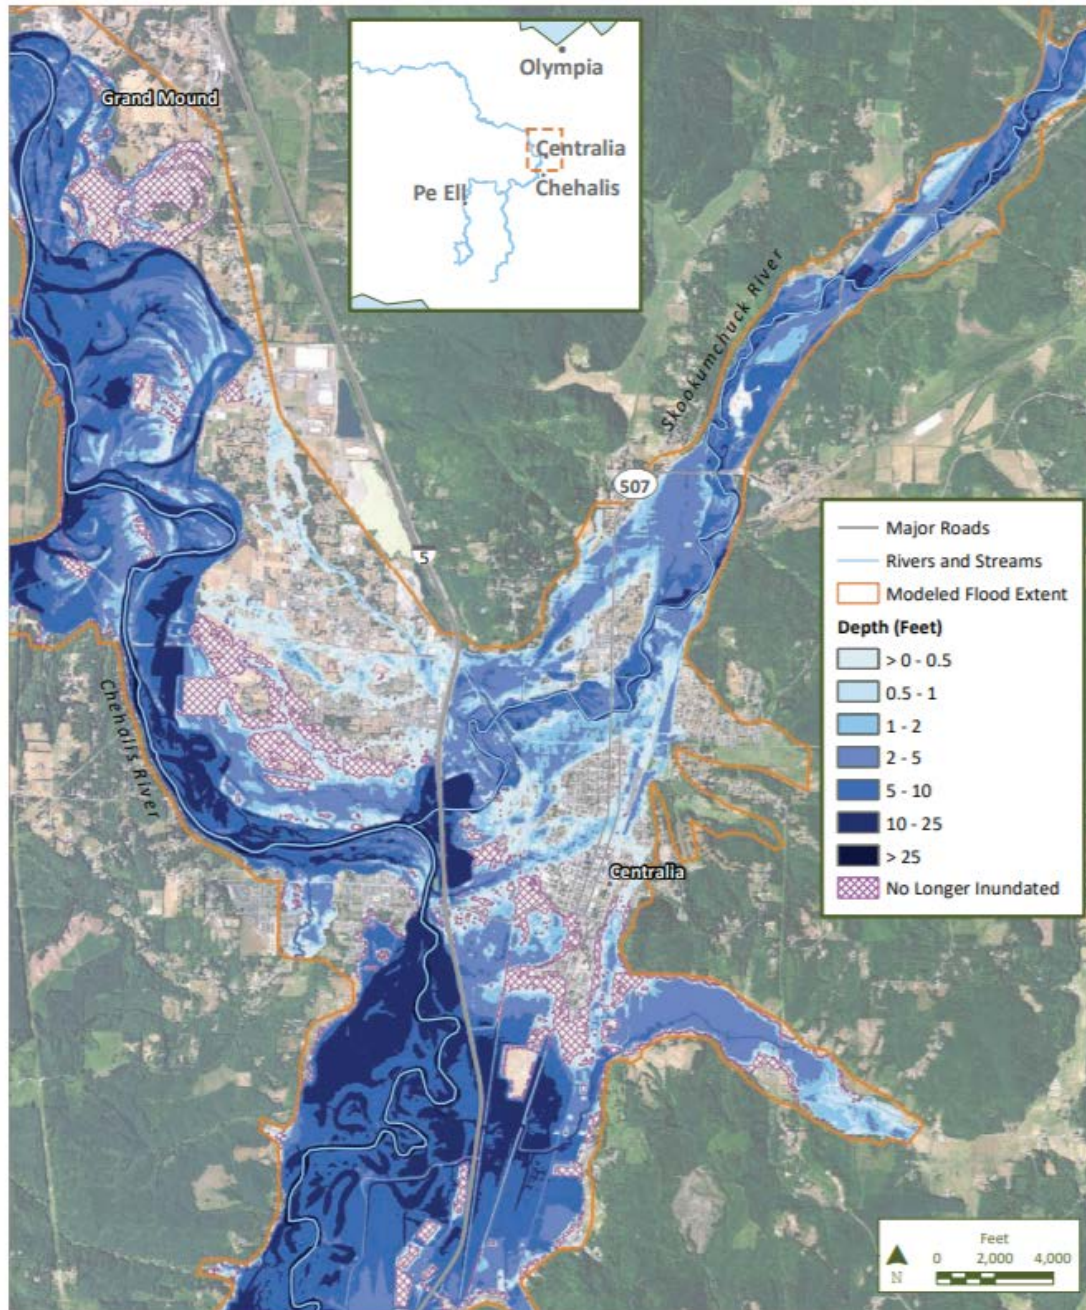 Grand Mound
Olympia
Centralia
Chehalis
Pe Ell
Skookumchuck River
507
5
Chehalis River
Centralia
Major Roads
Rivers and Streams
Modeled Flood Extent
Depth (Feet)
> 0 - 0.5
0.5 - 1
1 - 2
2 - 5
5 - 10
10 - 25
> 25
No Longer Inundated
Feet
0 2,000 4,000
N